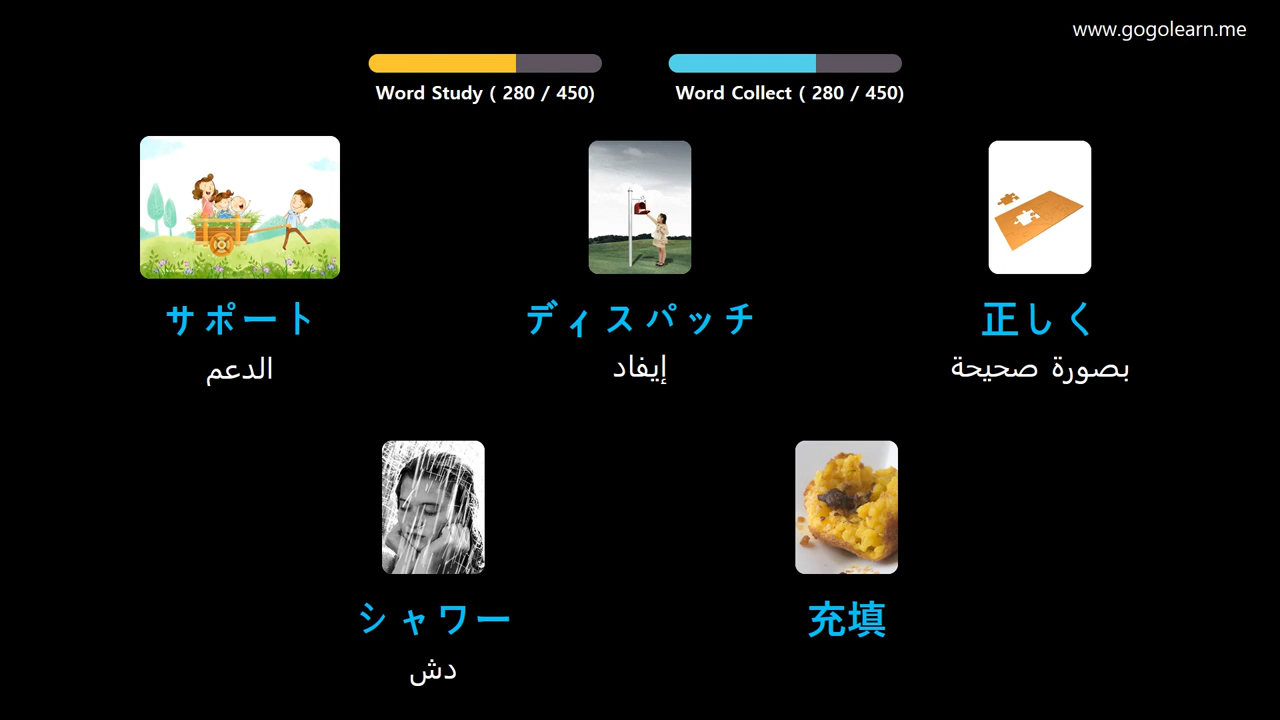 www.gogolearn.me
Word Study ( 280 / 450)
Word Collect ( 280 / 450)
サポート
الدعم
ディスパッチ
إيفاد
正しく
بصورة صحيحة
シャワー
دش
充填